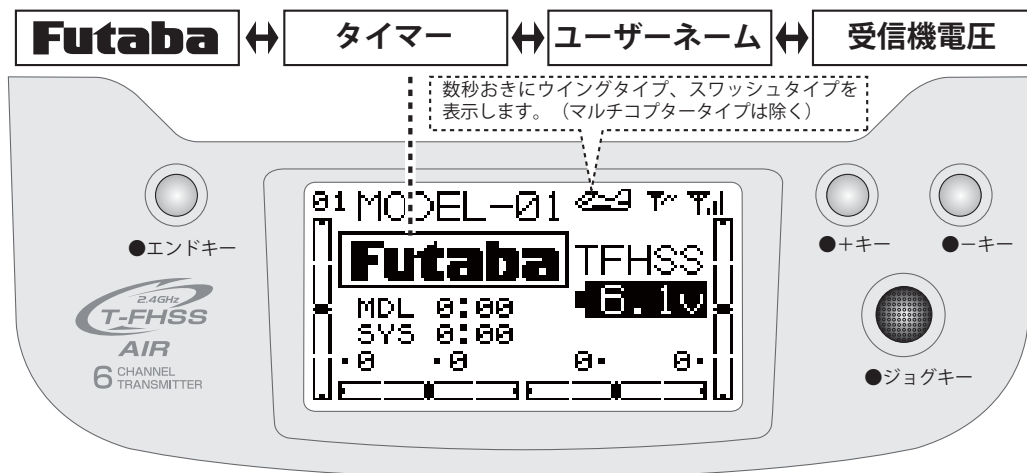 Futaba ↔ タイマー ↔ ユーザーネーム ↔ 受信機電圧
数秒おきにウイングタイプ、スワッシュタイプを
表示します。（マルチコプタータイプは除く）
01 MODEL-01
Futaba TFHSS
6.1v
MDL 0:00
SYS 0:00
･0 ･0 0･ 0･
●エンドキー
2.4GHz
T-FHSS
AIR
6 CHANNEL
TRANSMITTER
●+キー
●−キー
●ジョグキー